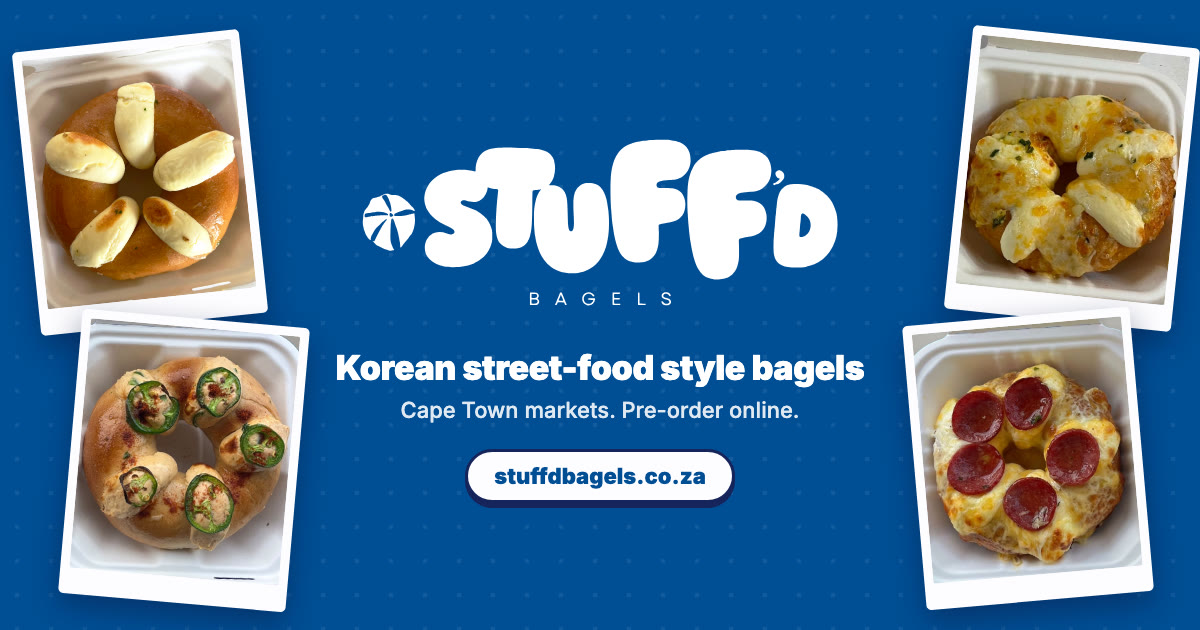 STUFF'D
BAGELS
Korean street-food style bagels
Cape Town markets. Pre-order online.
stuffdbagels.co.za